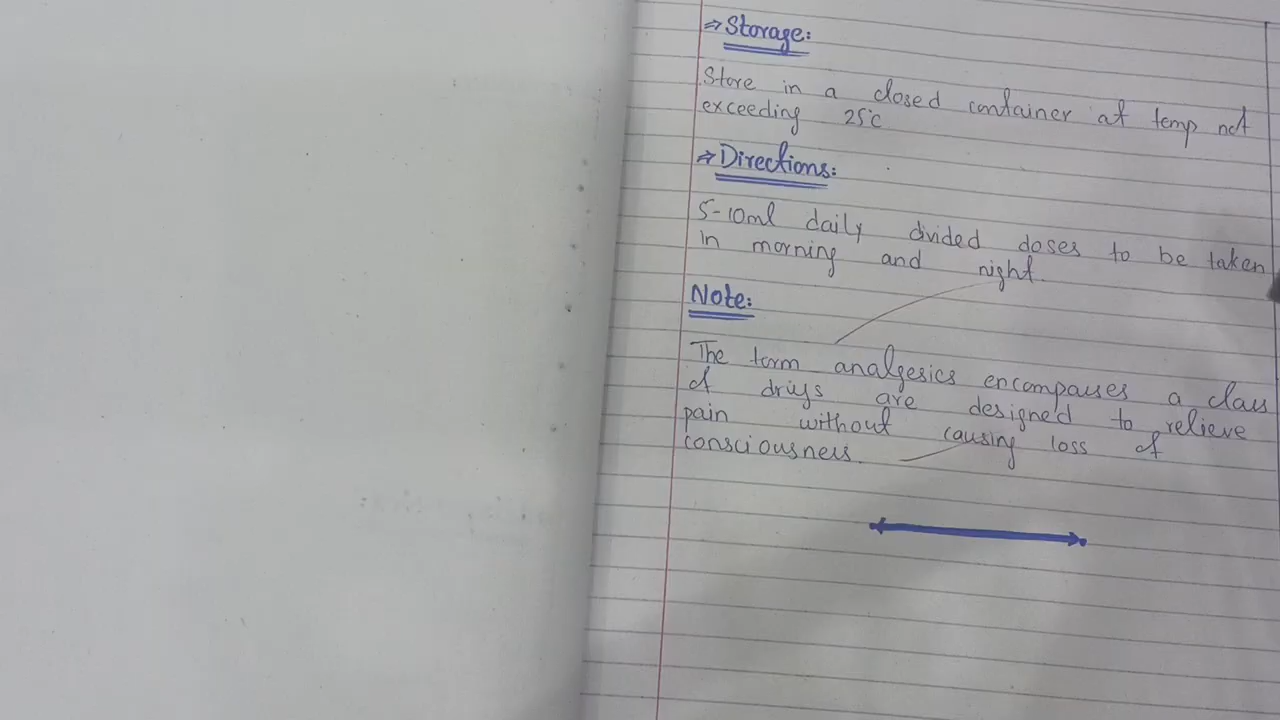 ⇒ Storage:
Store in a closed container at temp not
exceeding 25°C
⇒ Directions:
5-10ml daily divided doses to be taken
in morning and night.
Note:
The term analgesics encompasses a class
of drugs are designed to relieve
pain without causing loss of
consciousness.